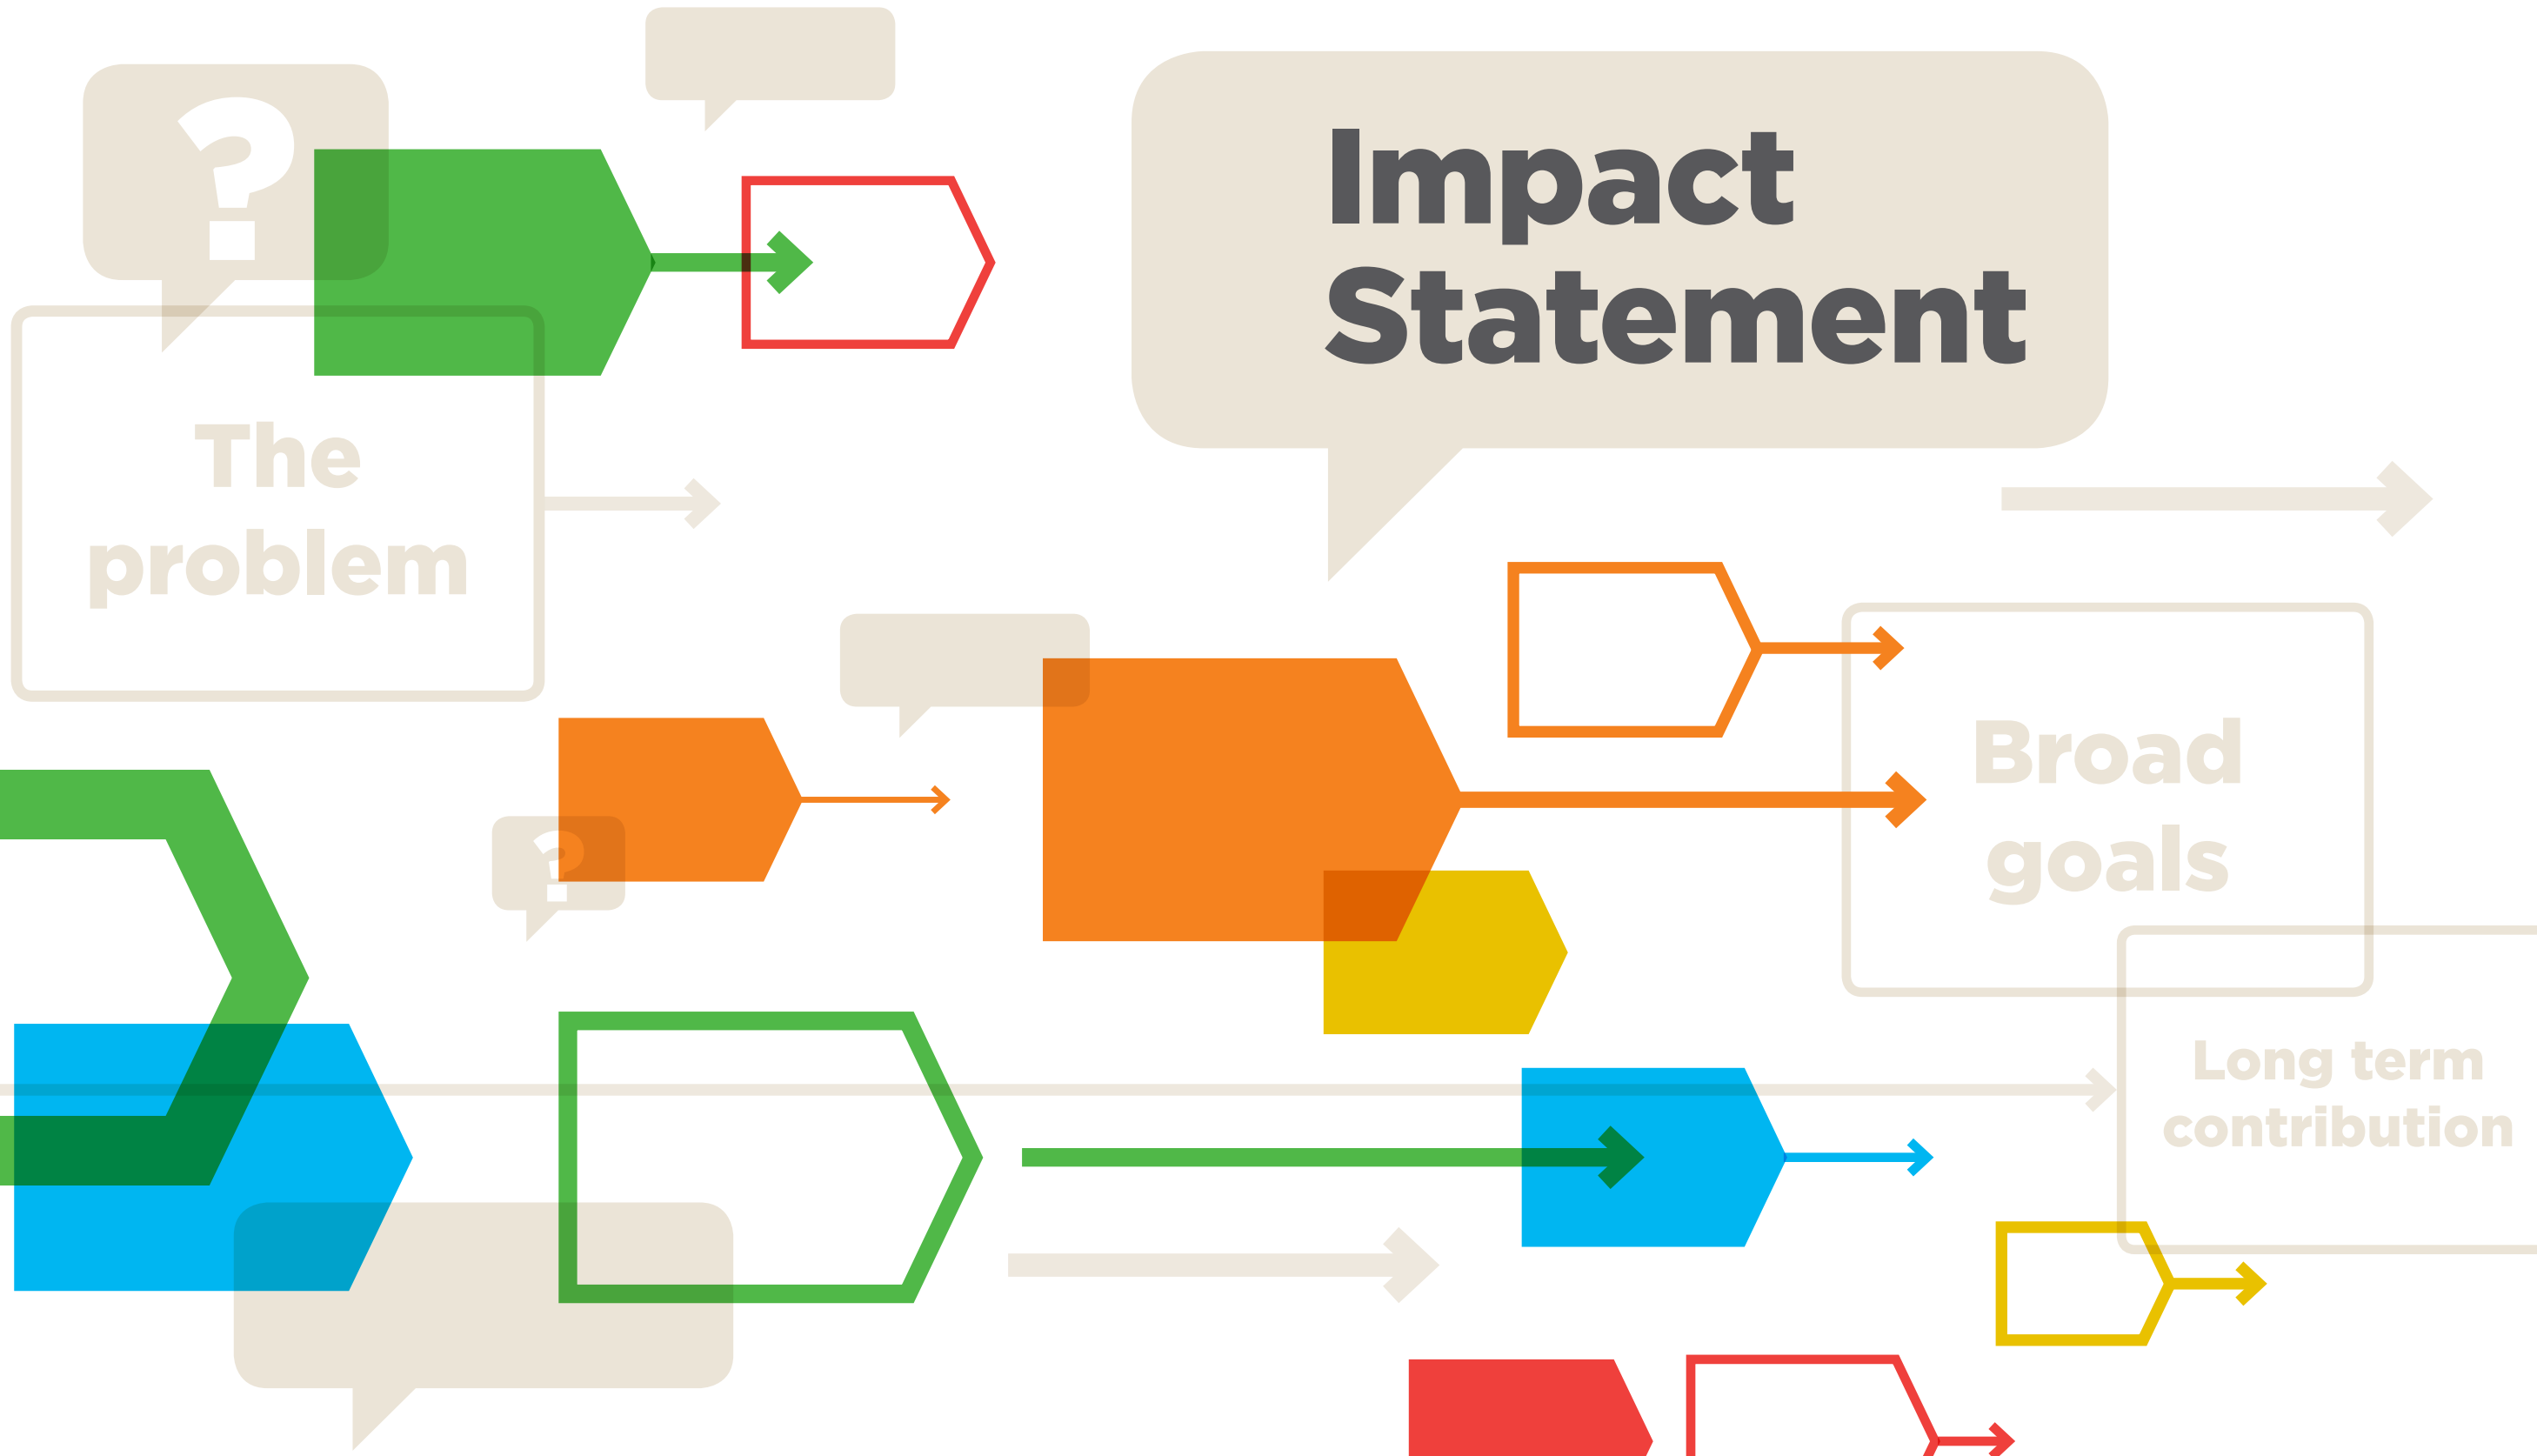 ?
Impact
Statement
The
problem
Broad
goals
?
Long term
contribution